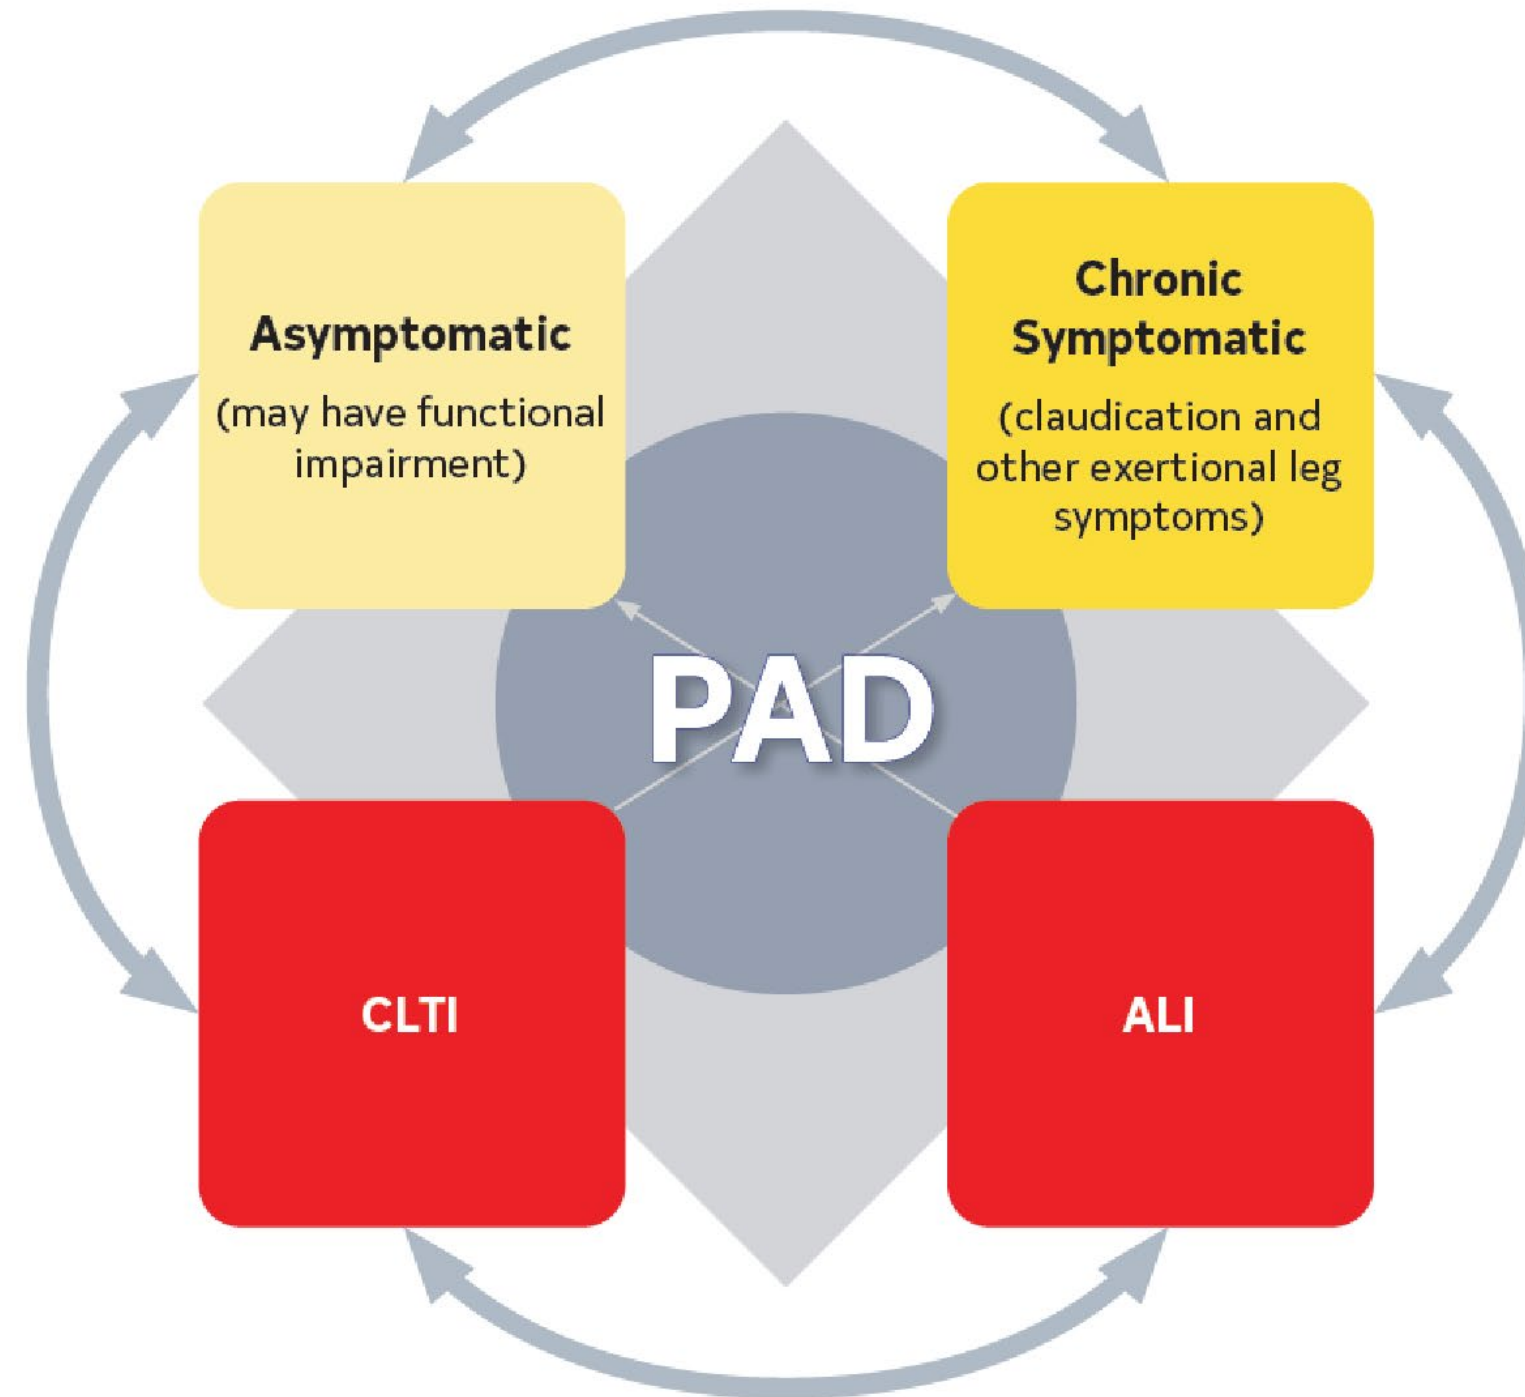 Asymptomatic
(may have functional
impairment)
Chronic
Symptomatic
(claudication and
other exertional leg
symptoms)
PAD
CLTI
ALI